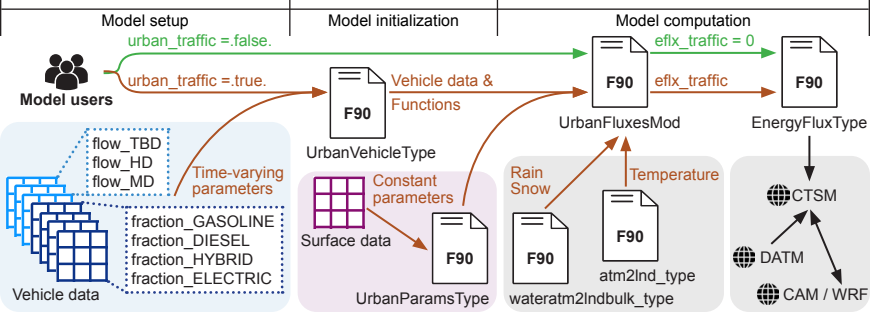 Model setup
Model initialization
Model computation
urban_traffic =.false.
eflx_traffic = 0
Model users
urban_traffic =.true.
F90
UrbanVehicleType
Vehicle data &
Functions
F90
UrbanFluxesMod
eflx_traffic
F90
EnergyFluxType
flow_TBD
flow_HD
flow_MD
Time-varying
parameters
fraction_GASOLINE
fraction_DIESEL
fraction_HYBRID
fraction_ELECTRIC
Vehicle data
Constant
parameters
Surface data
F90
UrbanParamsType
Rain
Snow
Temperature
F90
wateratm2lndbulk_type
F90
atm2lnd_type
CTSM
DATM
CAM / WRF